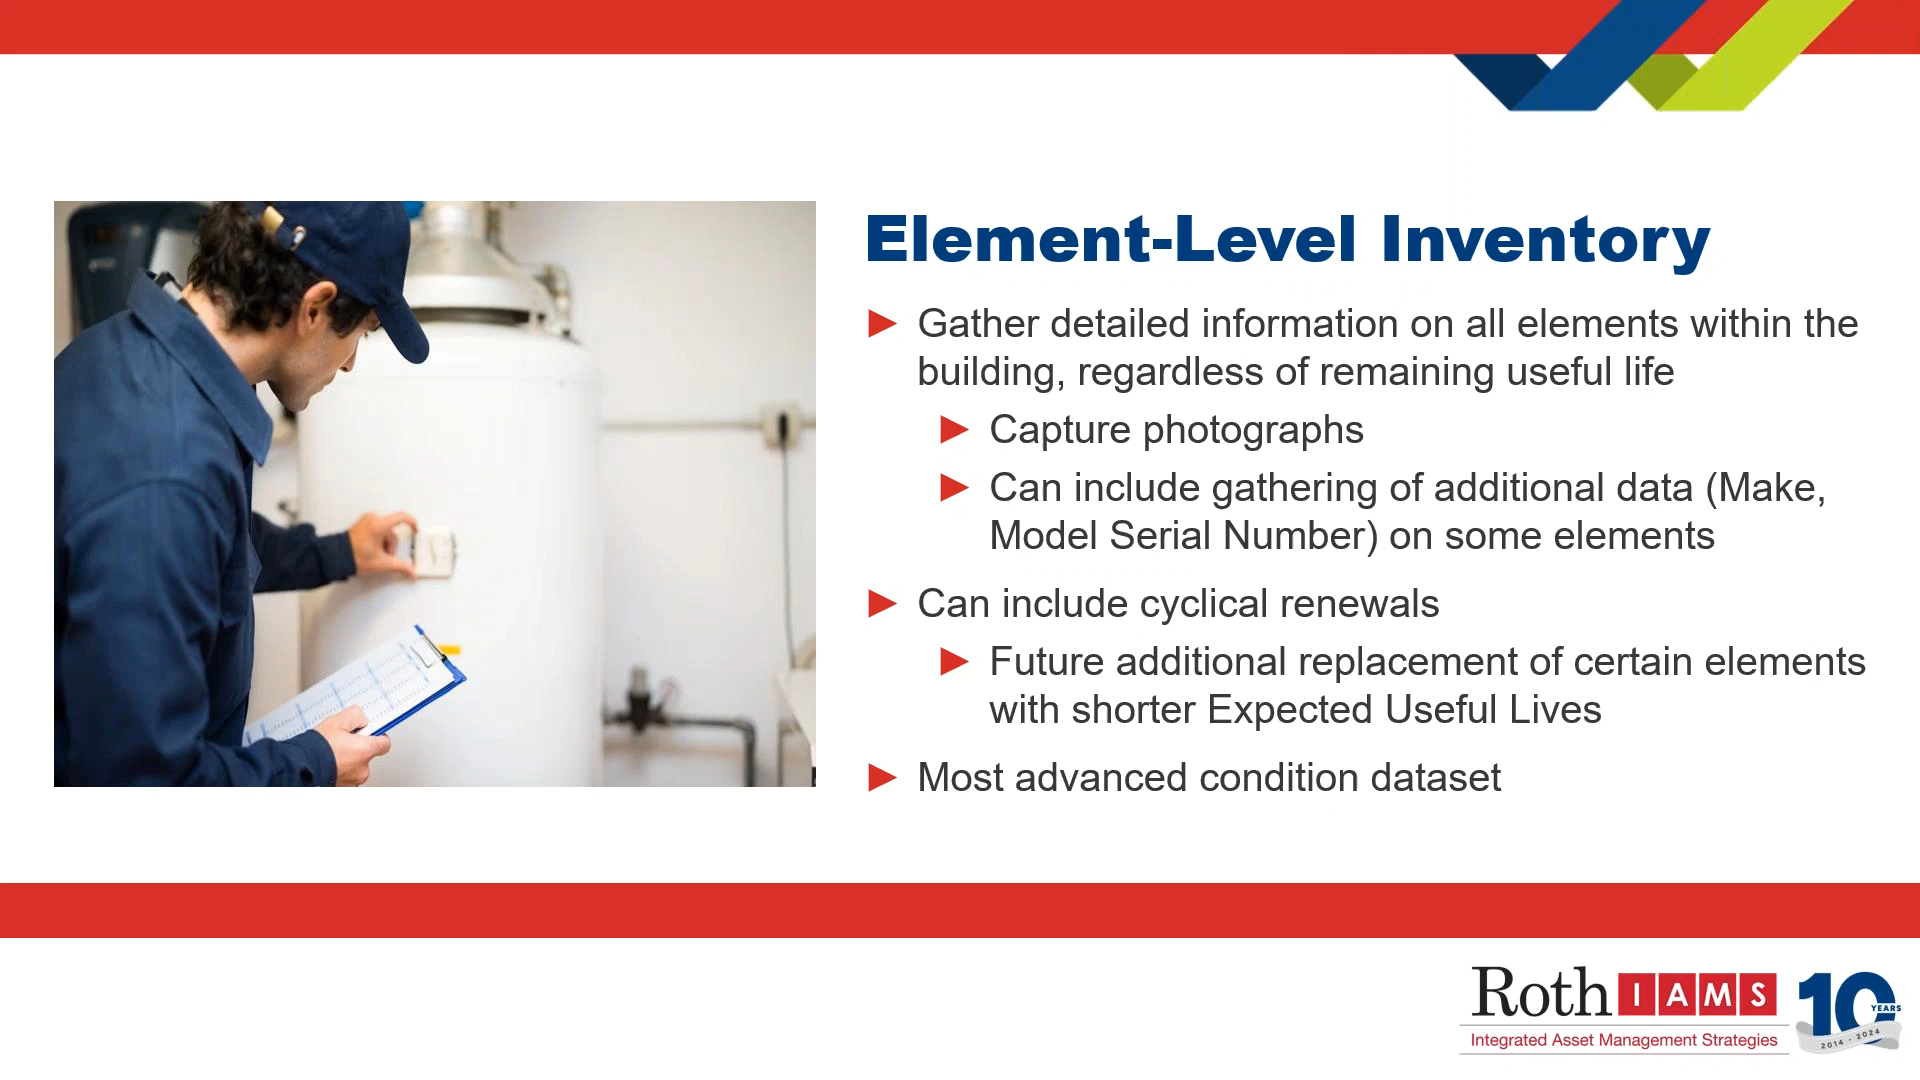 Element-Level Inventory
Gather detailed information on all elements within the
building, regardless of remaining useful life
Capture photographs
Can include gathering of additional data (Make,
Model Serial Number) on some elements
Can include cyclical renewals
Future additional replacement of certain elements
with shorter Expected Useful Lives
Most advanced condition dataset
Roth IAMS
Integrated Asset Management Strategies
10 YEARS
2014 - 2024